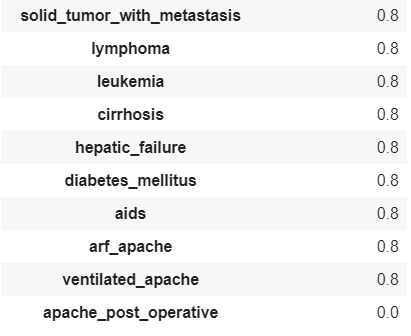 solid_tumor_with_metastasis 0.8
lymphoma 0.8
leukemia 0.8
cirrhosis 0.8
hepatic_failure 0.8
diabetes_mellitus 0.8
aids 0.8
arf_apache 0.8
ventilated_apache 0.8
apache_post_operative 0.0